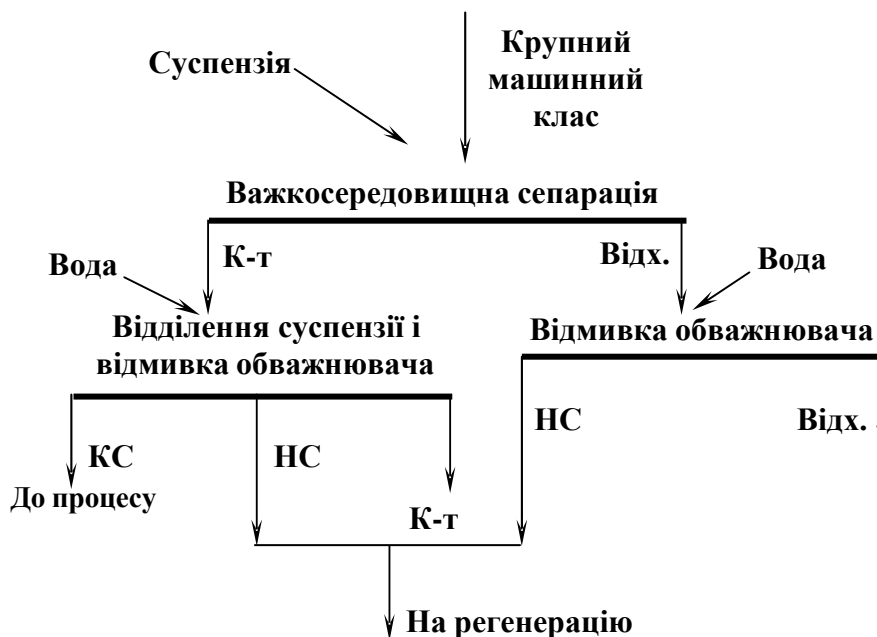 Суспензія
Крупний
машинний
клас
Важкосередовищна сепарація
К-т
Відх.
Вода
Вода
Відділення суспензії і
відмивка обважнювача
Відмивка обважнювача
КС
НС
НС
Відх.
До процесу
К-т
На регенерацію